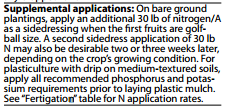 Supplemental applications: On bare ground
plantings, apply an additional 30 lb of nitrogen/A
as a sidedressing when the first fruits are golf-
ball size. A second sidedress application of 30 lb
N may also be desirable two or three weeks later,
depending on the crop's growing condition. For
plasticulture with drip on medium-textured soils,
apply all recommended phosphorus and potas-
sium requirements prior to laying plastic mulch.
See "Fertigation" table for N application rates.